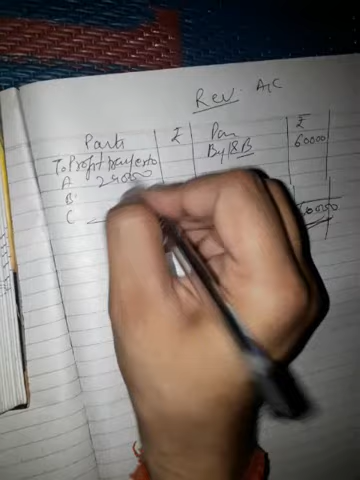 Rev. A/C
Parti ₹ Par ₹
To Profit transfer to By L&B 60000
A 24000
B
C
60000